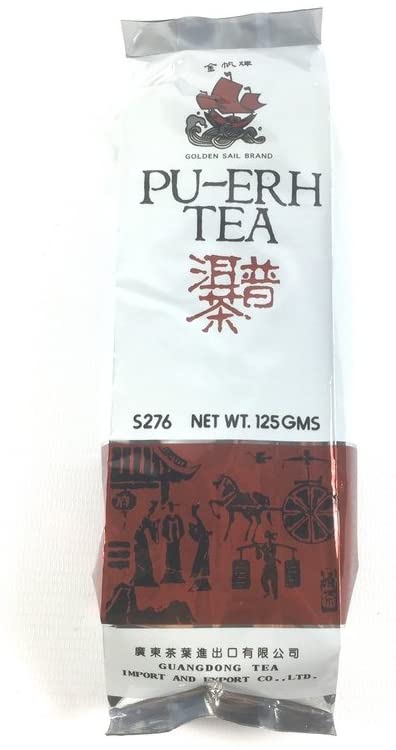 金帆牌
GOLDEN SAIL BRAND
PU-ERH
TEA
普洱茶
S276 NET WT. 125GMS
廣東茶葉進出口有限公司
GUANGDONG TEA
IMPORT AND EXPORT CO.,LTD.